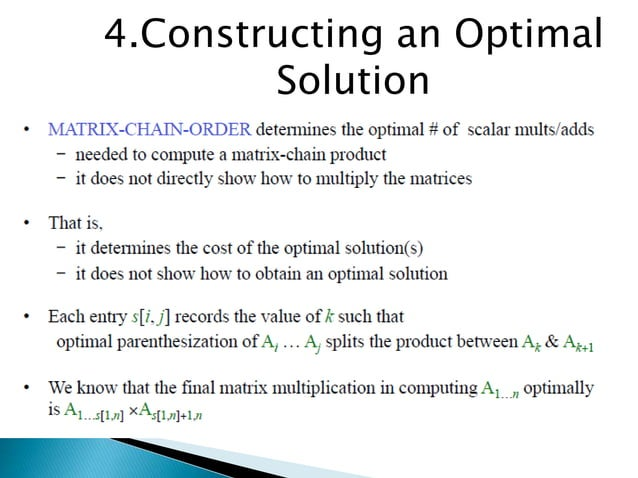 4.Constructing an Optimal
Solution
• MATRIX-CHAIN-ORDER determines the optimal # of scalar mults/adds
– needed to compute a matrix-chain product
– it does not directly show how to multiply the matrices
• That is,
– it determines the cost of the optimal solution(s)
– it does not show how to obtain an optimal solution
• Each entry s[i, j] records the value of k such that
optimal parenthesization of Ai … Aj splits the product between Ak & Ak+1
• We know that the final matrix multiplication in computing A1…n optimally
is A1…s[1,n] ×As[1,n]+1,n